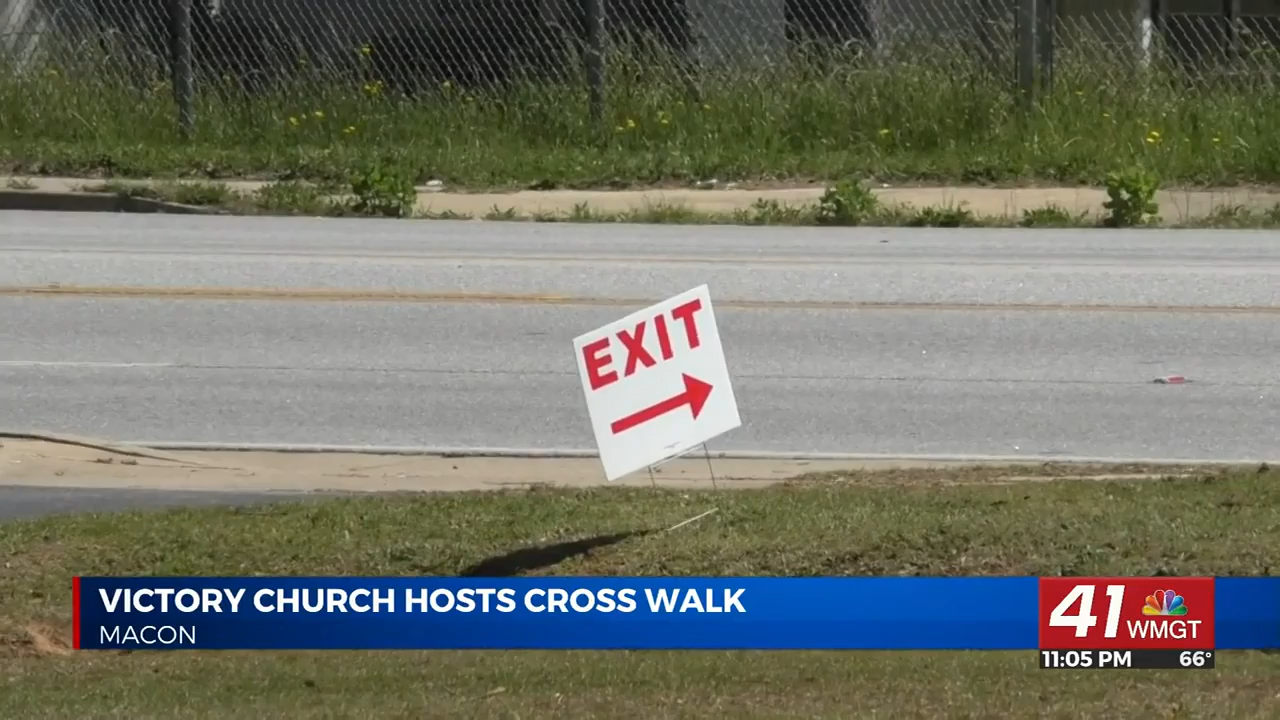 EXIT
VICTORY CHURCH HOSTS CROSS WALK
MACON
41
WMGT
11:05 PM 66°